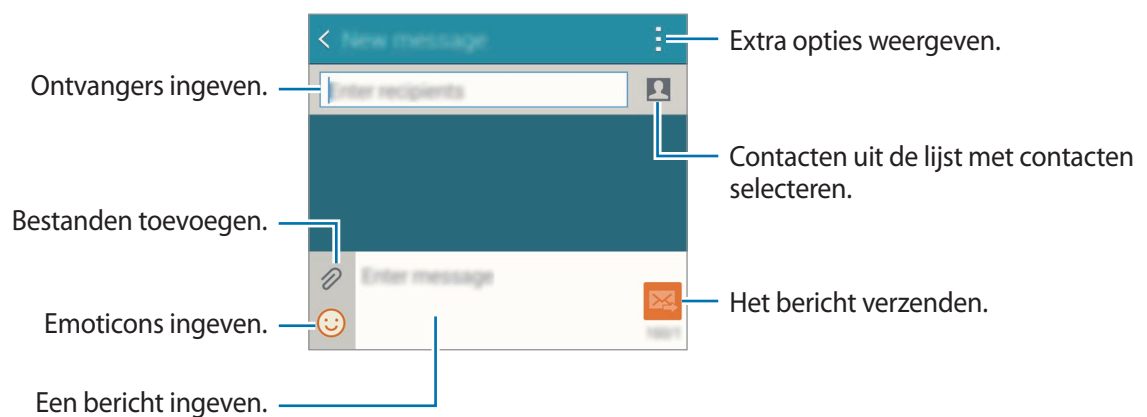 New message
Extra opties weergeven.
Ontvangers ingeven.
Enter recipients
Contacten uit de lijst met contacten
selecteren.
Bestanden toevoegen.
Enter message
Het bericht verzenden.
Emoticons ingeven.
Een bericht ingeven.